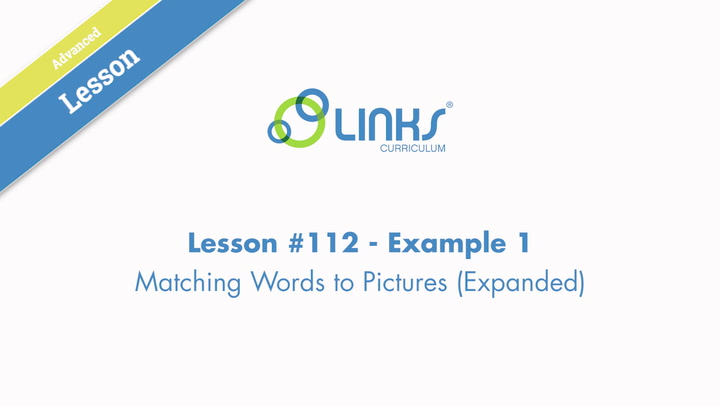 Advanced
Lesson
LINKS®
CURRICULUM
Lesson #112 - Example 1
Matching Words to Pictures (Expanded)